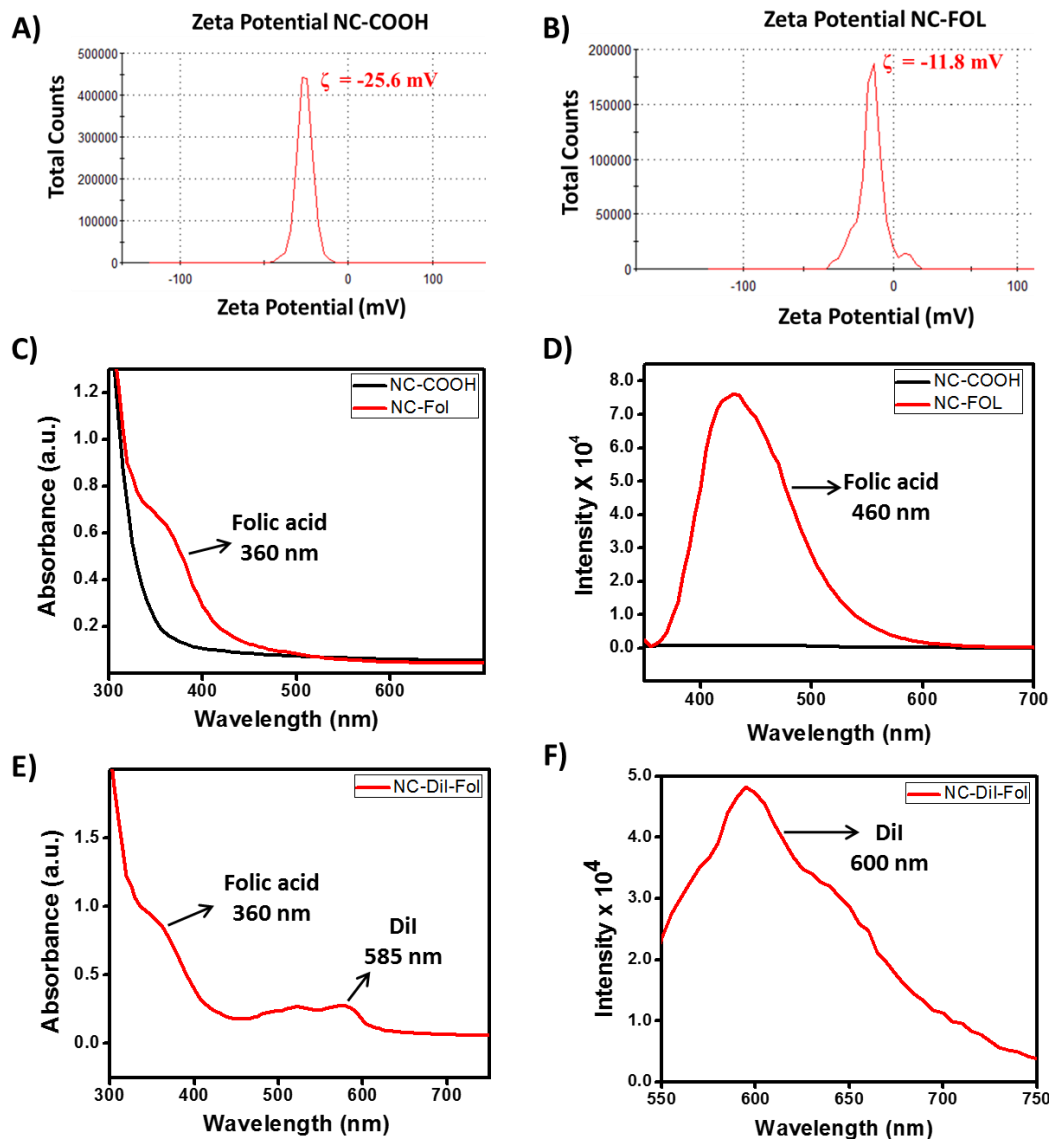 A)
Zeta Potential NC-COOH
500000
400000
300000
200000
100000
0
-100
0
100
ζ = -25.6 mV
Total Counts
Zeta Potential (mV)
B)
Zeta Potential NC-FOL
200000
150000
100000
50000
0
-100
0
100
ζ = -11.8 mV
Total Counts
Zeta Potential (mV)
C)
NC-COOH
NC-Fol
1.2
1.0
0.8
0.6
0.4
0.2
300
400
500
600
Folic acid
360 nm
Absorbance (a.u.)
Wavelength (nm)
D)
NC-COOH
NC-FOL
8.0
7.0
5.0
4.0
3.0
2.0
1.0
0.0
400
500
600
700
Folic acid
460 nm
Intensity X 10⁴
Wavelength (nm)
E)
NC-DiI-Fol
1.5
1.0
0.5
0.0
300
400
500
600
700
Folic acid
360 nm
DiI
585 nm
Absorbance (a.u.)
Wavelength (nm)
F)
NC-DiI-Fol
5.0
4.0
3.0
2.0
1.0
0.0
550
600
650
700
750
DiI
600 nm
Intensity x 10⁴
Wavelength (nm)